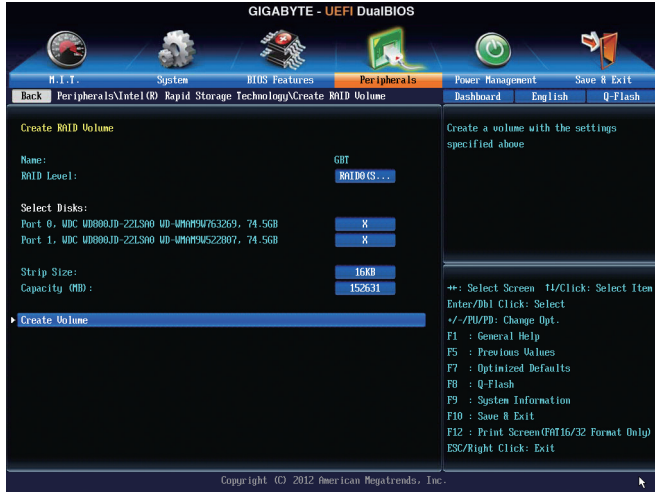 GIGABYTE - UEFI DualBIOS
M.I.T. System BIOS Features Peripherals Power Management Save & Exit
Back Peripherals\Intel(R) Rapid Storage Technology\Create RAID Volume Dashboard English Q-Flash
Create RAID Volume
Name: GBT
RAID Level: RAID0(S...
Select Disks:
Port 0, WDC WD800JD-22LSA0 WD-WMAM9W763269, 74.5GB X
Port 1, WDC WD800JD-22LSA0 WD-WMAM9W522807, 74.5GB X
Strip Size: 16KB
Capacity (MB): 152631
Create Volume
Create a volume with the settings
specified above
→←: Select Screen ↑↓/Click: Select Item
Enter/Dbl Click: Select
+/-/PU/PD: Change Opt.
F1 : General Help
F5 : Previous Values
F7 : Optimized Defaults
F8 : Q-Flash
F9 : System Information
F10 : Save & Exit
F12 : Print Screen(FAT16/32 Format Only)
ESC/Right Click: Exit
Copyright (C) 2012 American Megatrends, Inc.